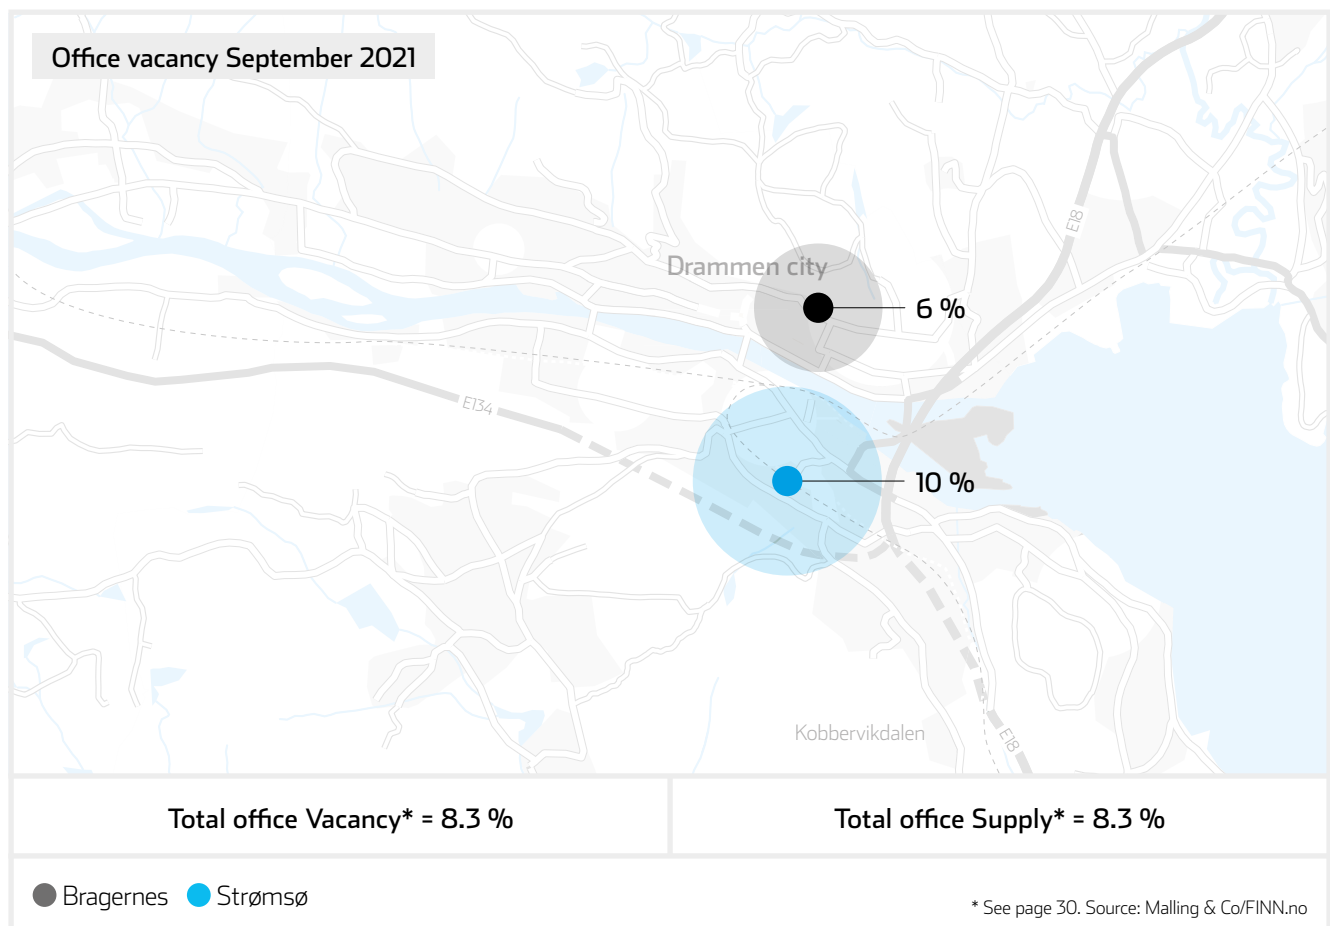 Office vacancy September 2021
E18
Drammen city
6 %
E134
10 %
Kobbervikdalen
E18
Total office Vacancy* = 8.3 %
Total office Supply* = 8.3 %
Bragernes
Strømsø
* See page 30. Source: Malling & Co/FINN.no